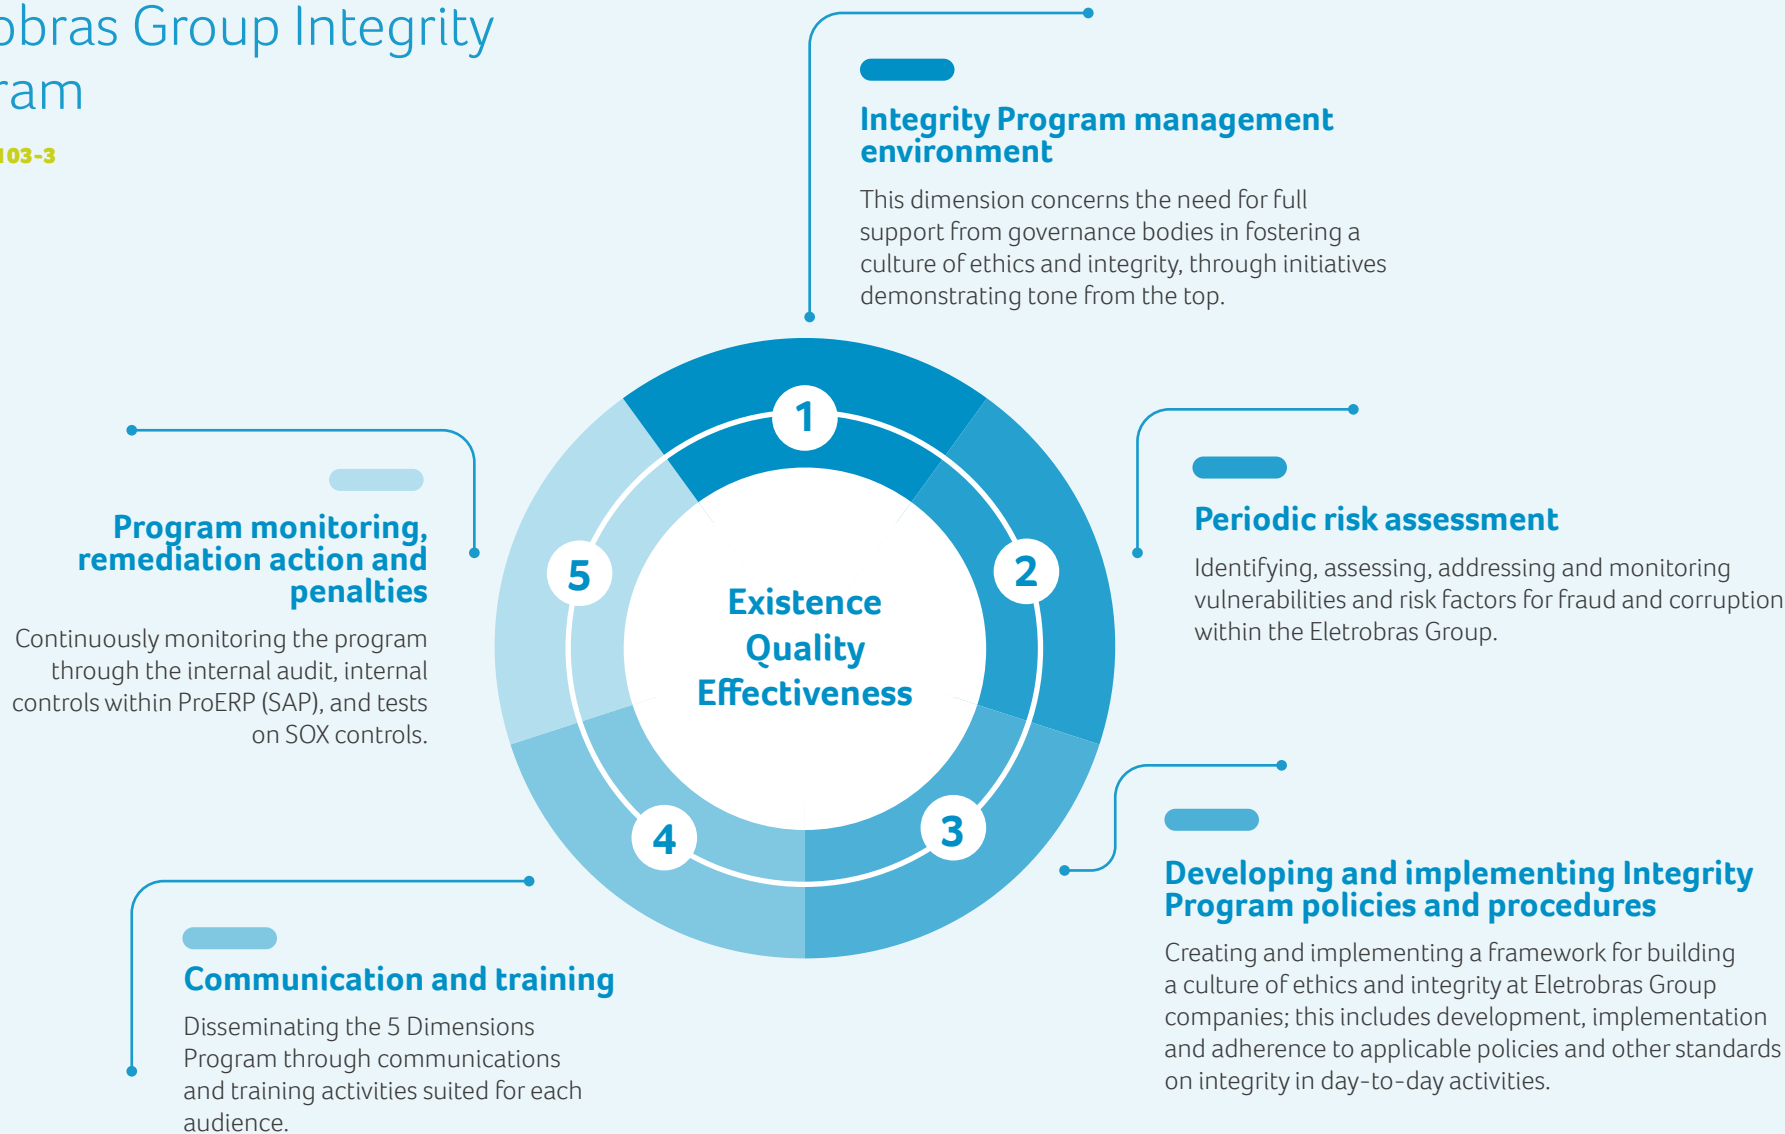 obras Group Integrity
ram
103-3
Integrity Program management
environment
This dimension concerns the need for full
support from governance bodies in fostering a
culture of ethics and integrity, through initiatives
demonstrating tone from the top.
1
2
3
4
5
Existence
Quality
Effectiveness
Periodic risk assessment
Identifying, assessing, addressing and monitoring
vulnerabilities and risk factors for fraud and corruption
within the Eletrobras Group.
Developing and implementing Integrity
Program policies and procedures
Creating and implementing a framework for building
a culture of ethics and integrity at Eletrobras Group
companies; this includes development, implementation
and adherence to applicable policies and other standards
on integrity in day-to-day activities.
Communication and training
Disseminating the 5 Dimensions
Program through communications
and training activities suited for each
audience.
Program monitoring,
remediation action and
penalties
Continuously monitoring the program
through the internal audit, internal
controls within ProERP (SAP), and tests
on SOX controls.